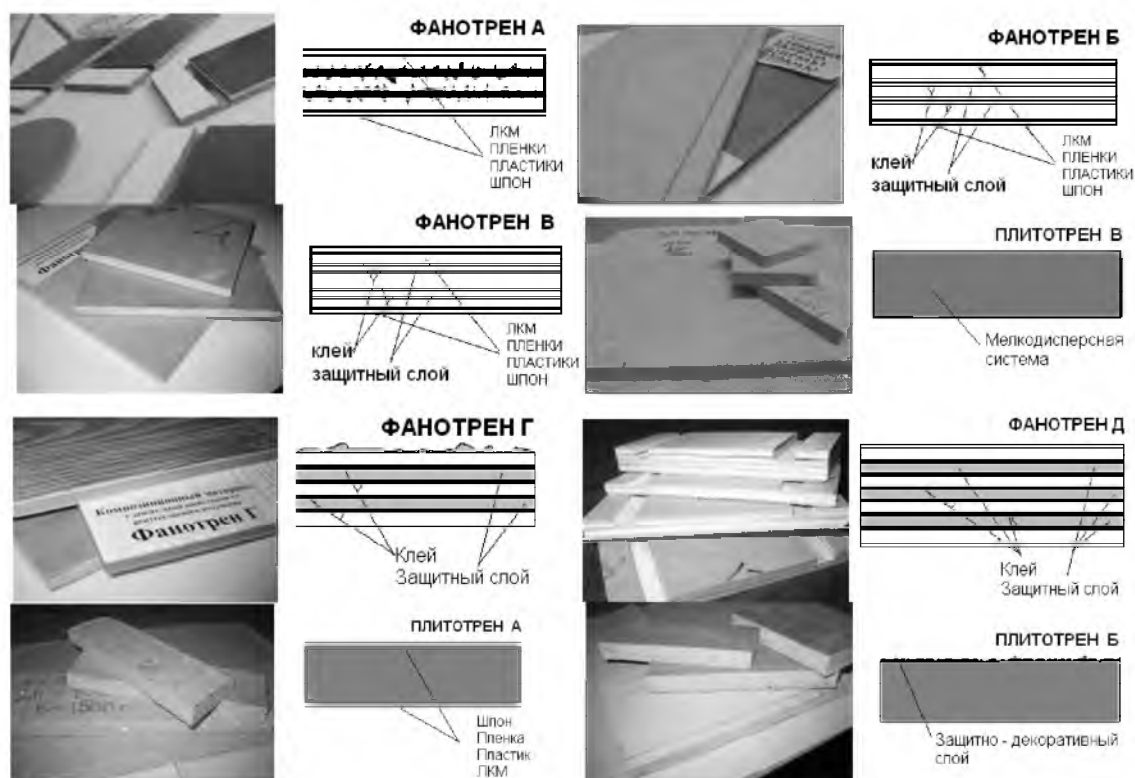 ФАНОТРЕН А
ЛКМ
ПЛЕНКИ
ПЛАСТИКИ
ШПОН
ФАНОТРЕН Б
ЛКМ
ПЛЕНКИ
ПЛАСТИКИ
ШПОН
клей
защитный слой
ФАНОТРЕН В
ЛКМ
ПЛЕНКИ
ПЛАСТИКИ
ШПОН
клей
защитный слой
ПЛИТОТРЕН В
Мелкодисперсная
система
ФАНОТРЕН Г
Композиционный
Фанотрен Г
Клей
Защитный слой
ФАНОТРЕН Д
Клей
Защитный слой
ПЛИТОТРЕН А
Шпон
Пленка
Пластик
ЛКМ
ПЛИТОТРЕН Б
Защитно - декоративный
слой